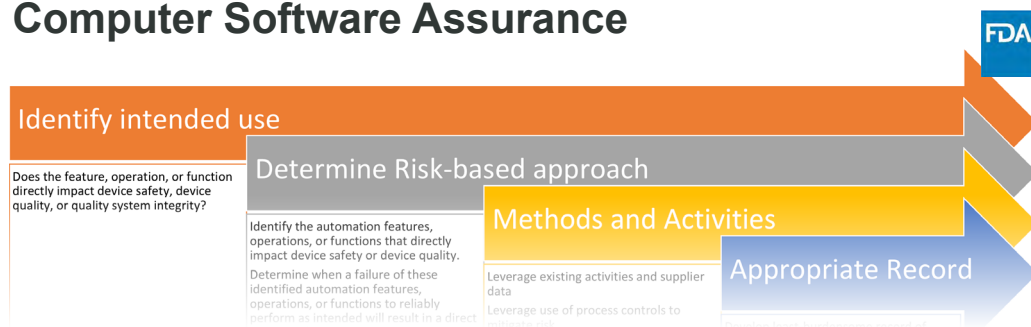 Computer Software Assurance
FDA
Identify intended use
Does the feature, operation, or function
directly impact device safety, device
quality, or quality system integrity?
Determine Risk-based approach
Identify the automation features,
operations, or functions that directly
impact device safety or device quality.
Determine when a failure of these
identified automation features,
operations, or functions to reliably
perform as intended will result in a direct
Methods and Activities
Leverage existing activities and supplier
data
Leverage use of process controls to
mitigate risk
Appropriate Record